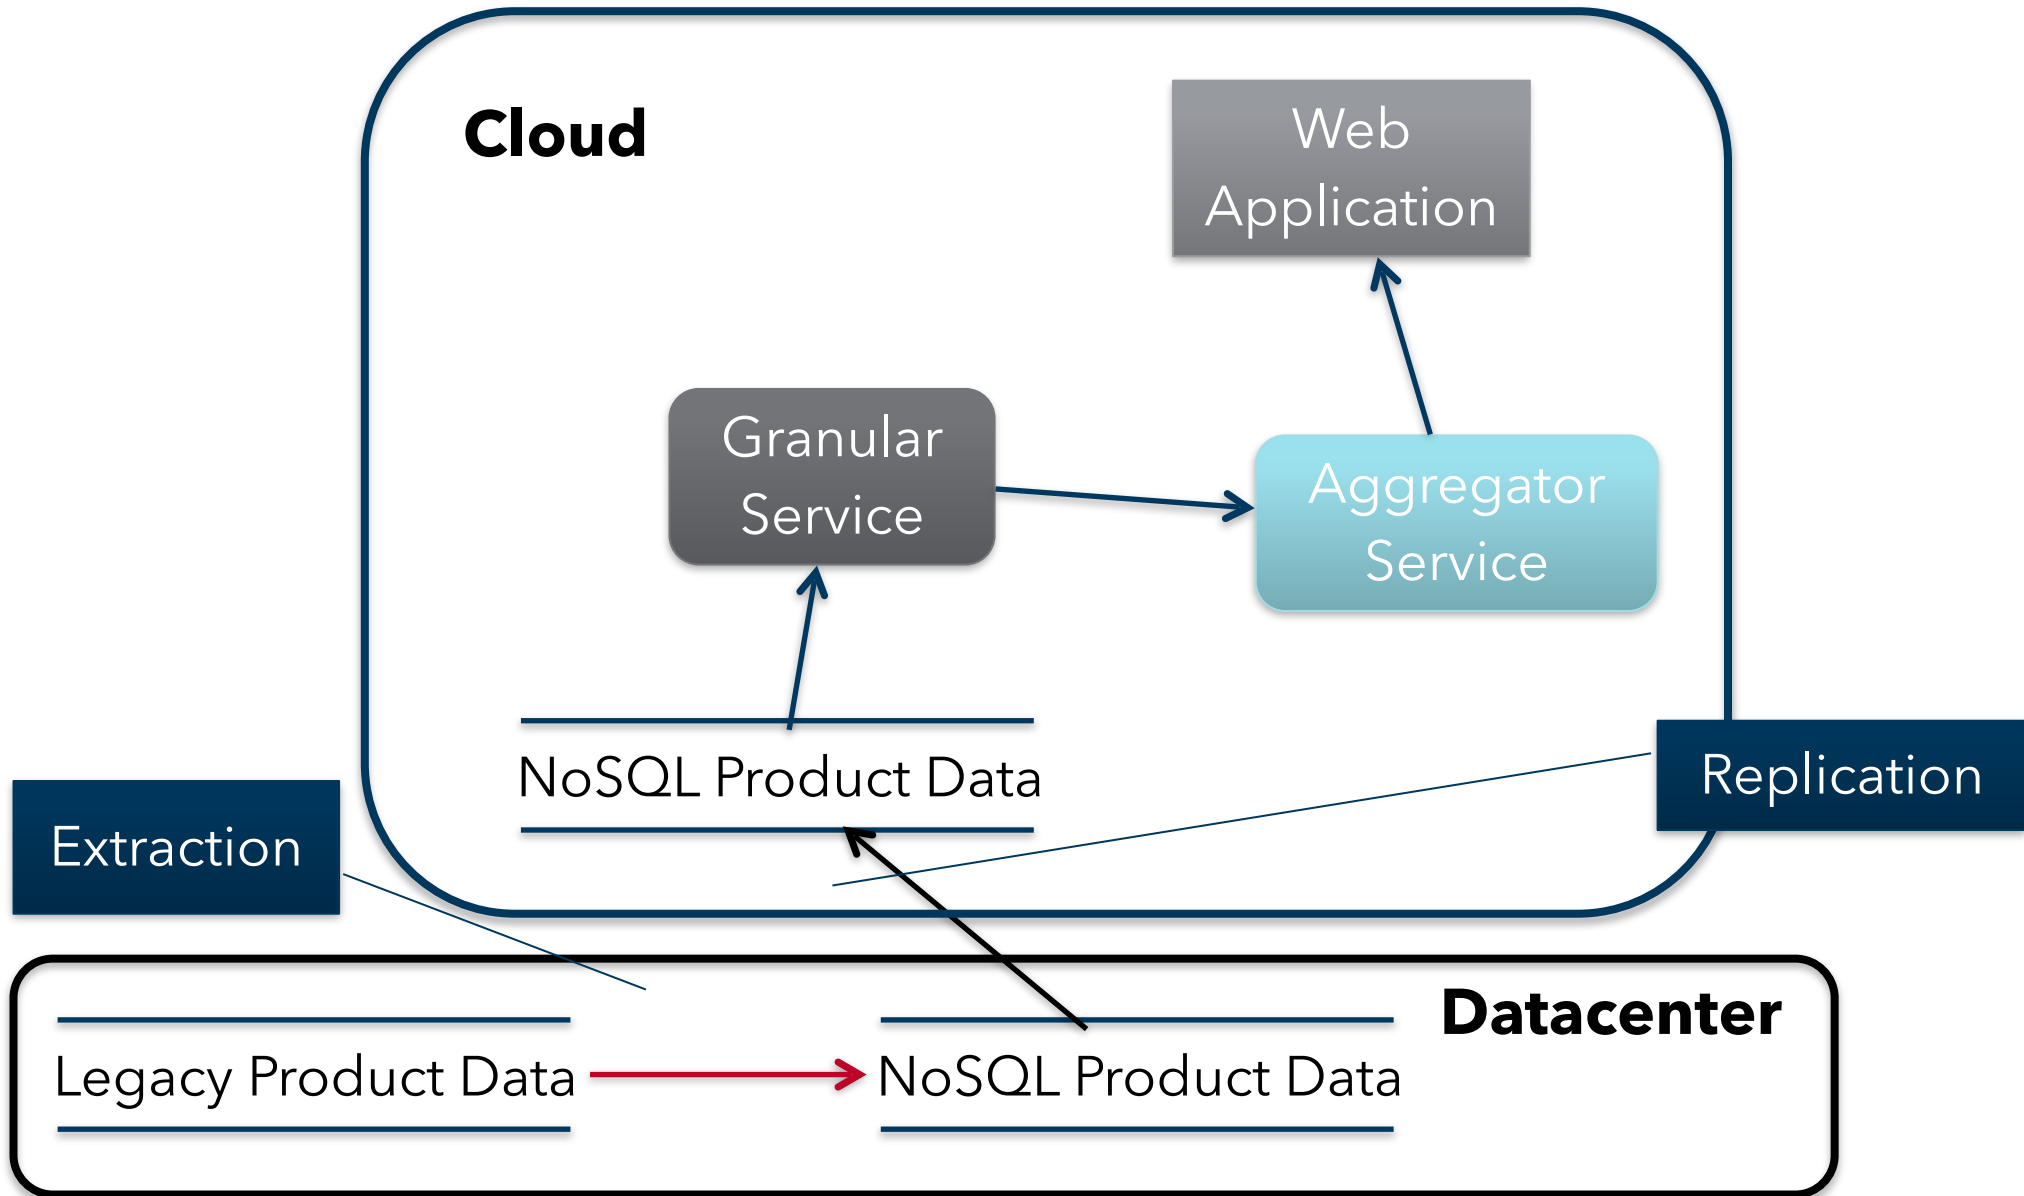 Cloud
Web
Application
Granular
Service
Aggregator
Service
NoSQL Product Data
Replication
Extraction
Datacenter
Legacy Product Data
NoSQL Product Data